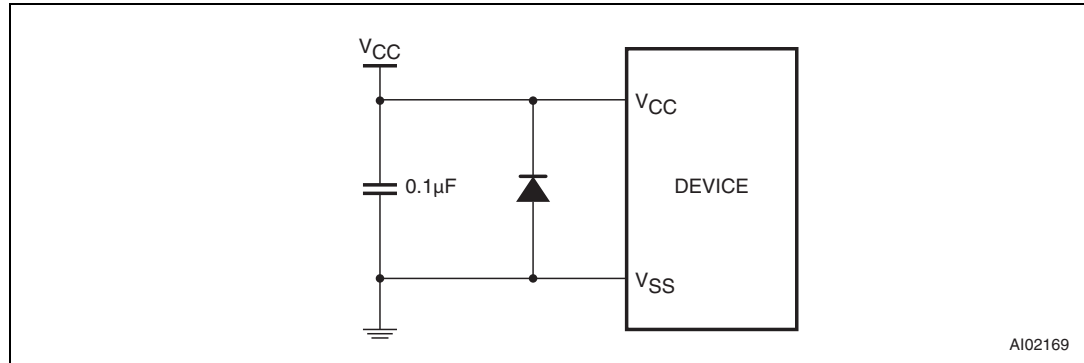 VCC
VCC
0.1µF
DEVICE
VSS
AI02169